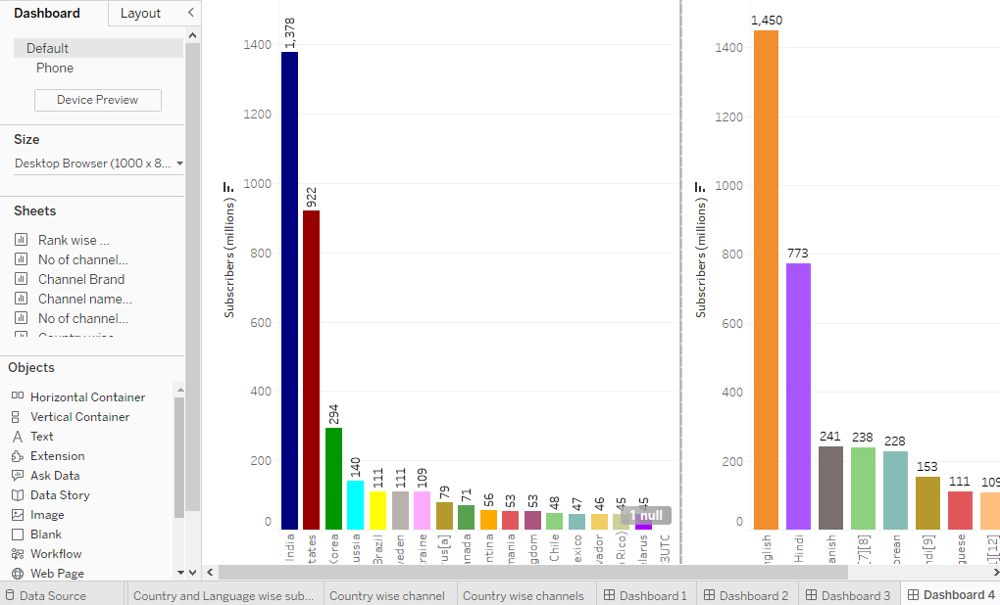 Dashboard
Layout
Default
Phone
Device Preview
Size
Desktop Browser (1000 x 8...
Sheets
Rank wise ...
No of channel...
Channel Brand
Channel name...
No of channel...
Objects
Horizontal Container
Vertical Container
Text
Extension
Ask Data
Data Story
Image
Blank
Workflow
Web Page
Subscribers (millions)
1400
1200
1000
800
600
400
200
0
1,378
922
294
140
111
111
109
79
71
56
53
53
48
47
46
45
45
1 null
India
tates
Korea
ussia
Brazil
weden
raine
rus[a]
anada
ntina
mania
gdom
Chile
exico
Rico)
elarus
3UTC
Subscribers (millions)
1400
1200
1000
800
600
400
200
0
1,450
773
241
238
228
153
111
109
nglish
Hindi
anish
[7][8]
orean
ndi[9]
guese
][12]
Data Source
Country and Language wise sub...
Country wise channel
Country wise channels
Dashboard 1
Dashboard 2
Dashboard 3
Dashboard 4